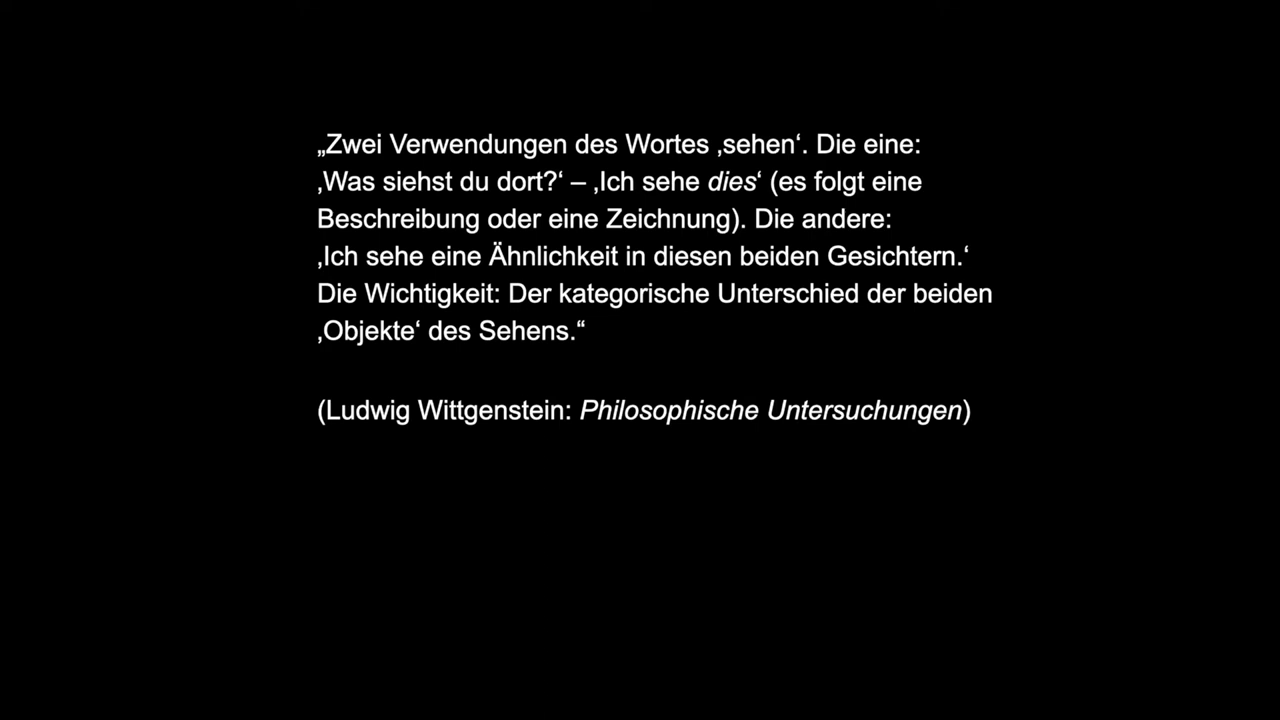 „Zwei Verwendungen des Wortes ‚sehen‘. Die eine:
‚Was siehst du dort?‘ – ‚Ich sehe dies‘ (es folgt eine
Beschreibung oder eine Zeichnung). Die andere:
‚Ich sehe eine Ähnlichkeit in diesen beiden Gesichtern.‘
Die Wichtigkeit: Der kategorische Unterschied der beiden
‚Objekte‘ des Sehens.“
(Ludwig Wittgenstein: Philosophische Untersuchungen)